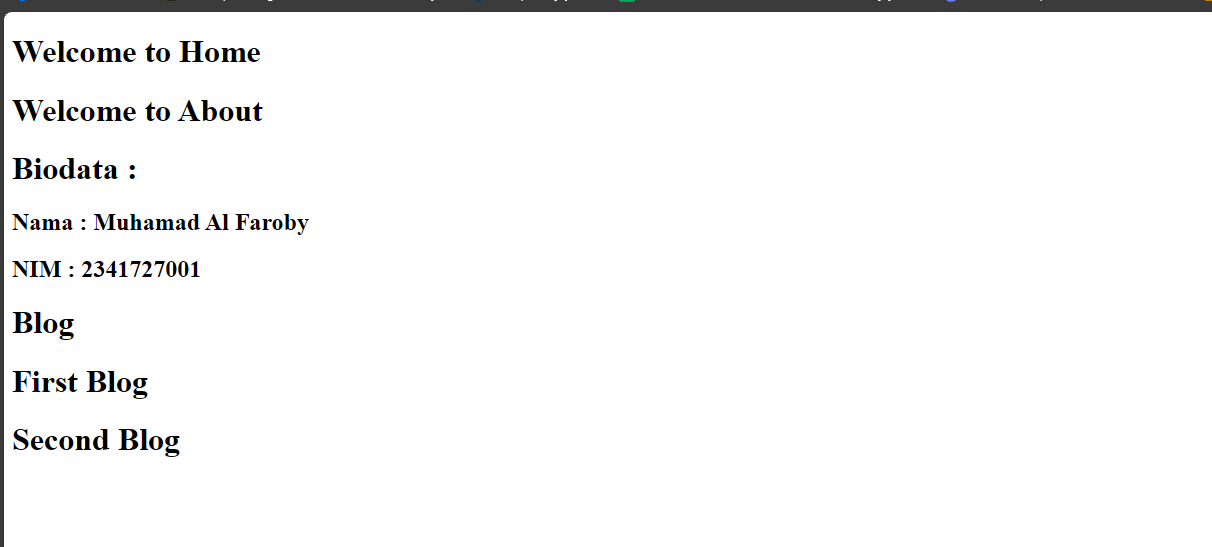 Welcome to Home
Welcome to About
Biodata :
Nama : Muhamad Al Faroby
NIM : 2341727001
Blog
First Blog
Second Blog